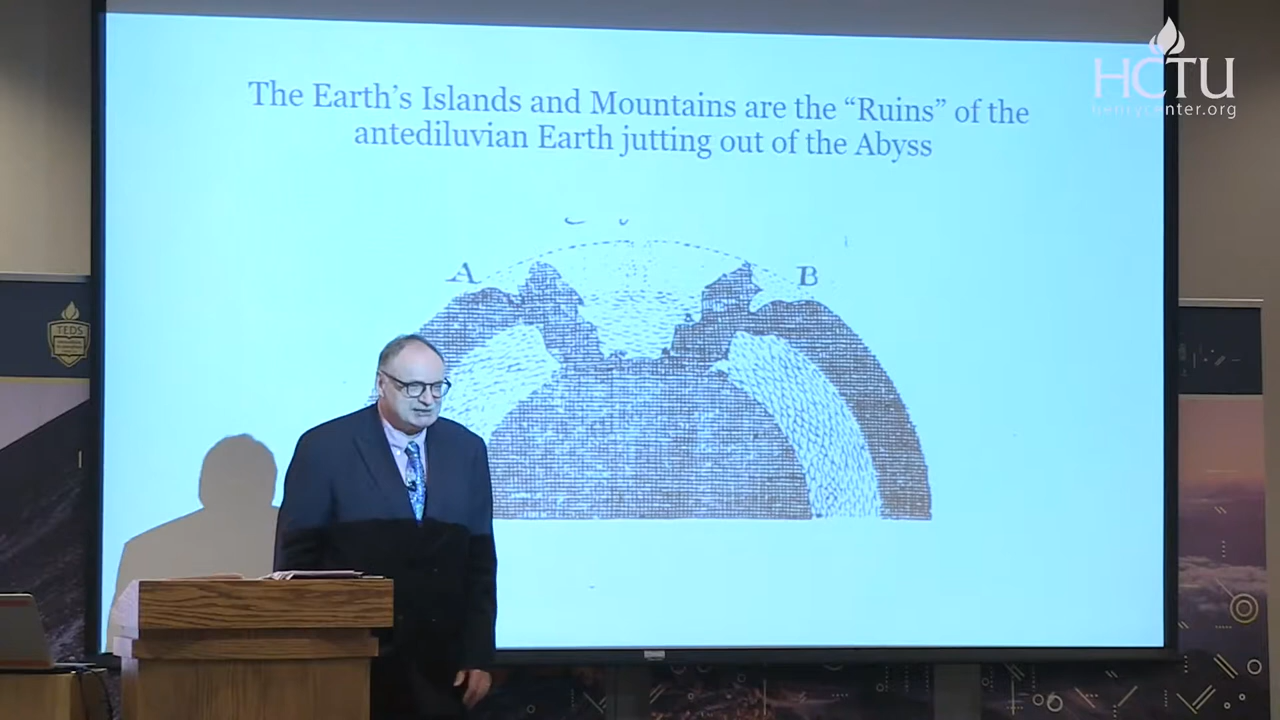 HCTU
henrycenter.org
The Earth's Islands and Mountains are the “Ruins” of the
antediluvian Earth jutting out of the Abyss
A
B
TEDS